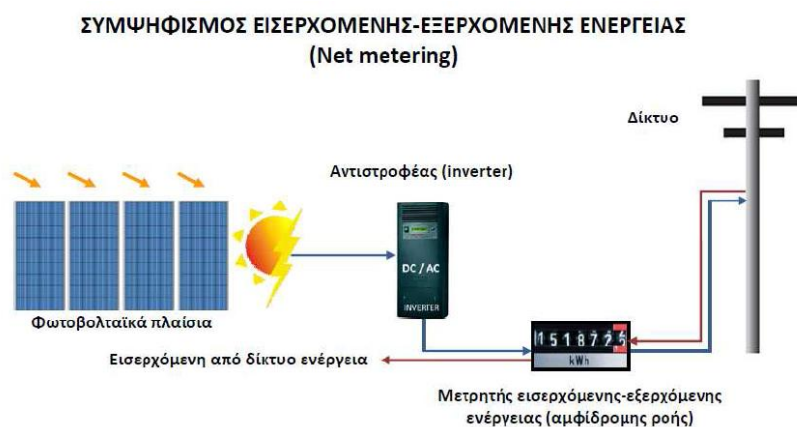 ΣΥΜΨΗΦΙΣΜΟΣ ΕΙΣΕΡΧΟΜΕΝΗΣ-ΕΞΕΡΧΟΜΕΝΗΣ ΕΝΕΡΓΕΙΑΣ
(Net metering)
Δίκτυο
Αντιστροφέας (inverter)
DC / AC
INVERTER
Φωτοβολταϊκά πλαίσια
1518725
kWh
Εισερχόμενη από δίκτυο ενέργεια
Μετρητής εισερχόμενης-εξερχόμενης
ενέργειας (αμφίδρομης ροής)